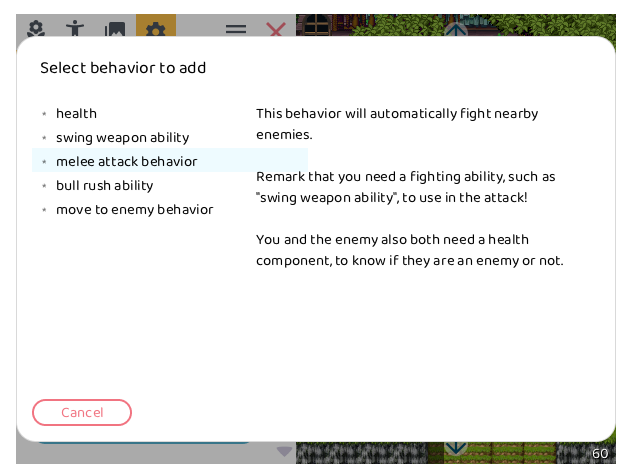 Select behavior to add
* health
* swing weapon ability
* melee attack behavior
* bull rush ability
* move to enemy behavior
This behavior will automatically fight nearby
enemies.
Remark that you need a fighting ability, such as
"swing weapon ability", to use in the attack!
You and the enemy also both need a health
component, to know if they are an enemy or not.
Cancel
60